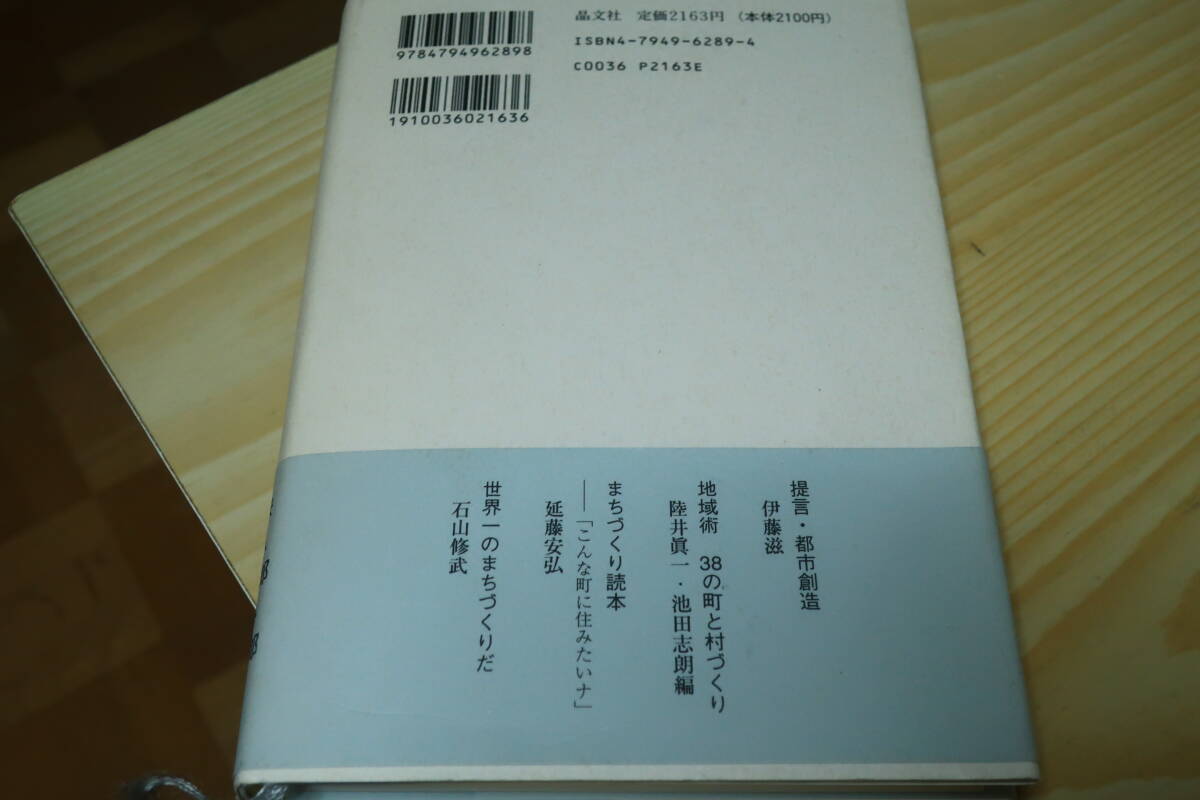 9784794962898
1910036021636
晶文社 定価2163円 (本体2100円)
ISBN4-7949-6289-4
C0036 P2163E
提言・都市創造
伊藤滋
地域術 38の町と村づくり
陸井眞一・池田志朗編
まちづくり読本
──「こんな町に住みたいナ」
延藤安弘
世界一のまちづくりだ
石山修武